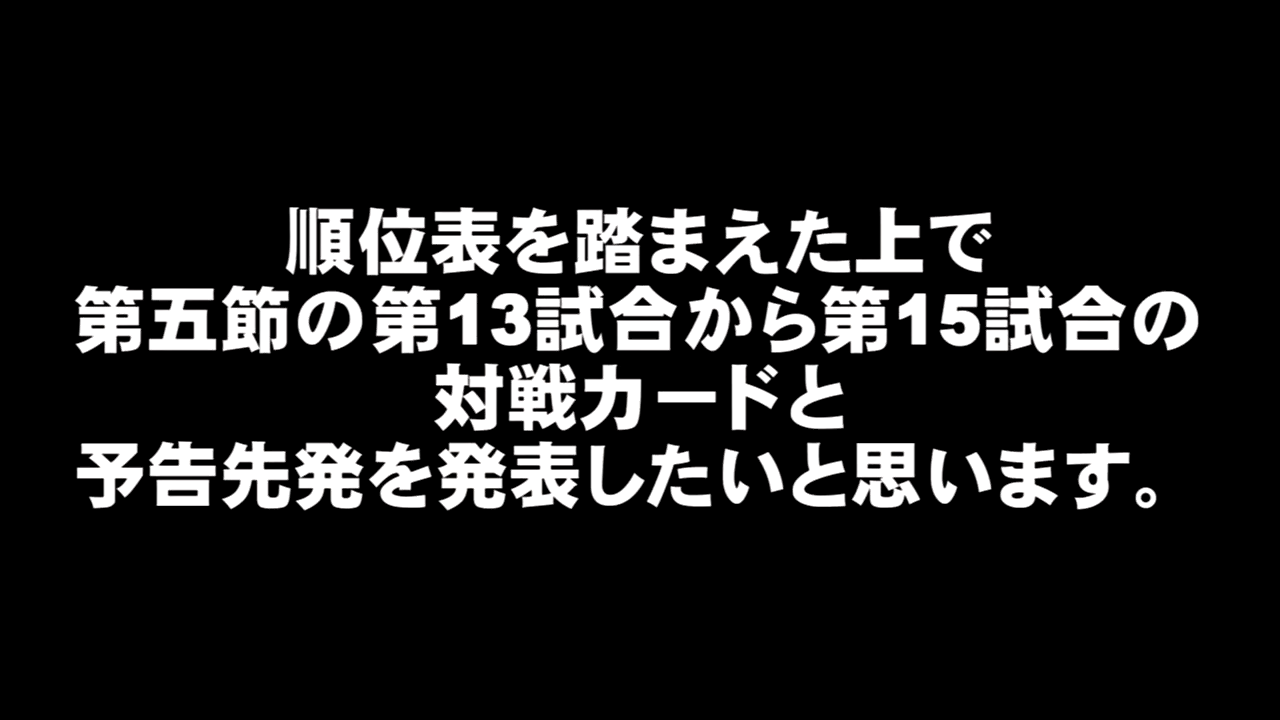 順位表を踏まえた上で
第五節の第13試合から第15試合の
対戦カードと
予告先発を発表したいと思います。